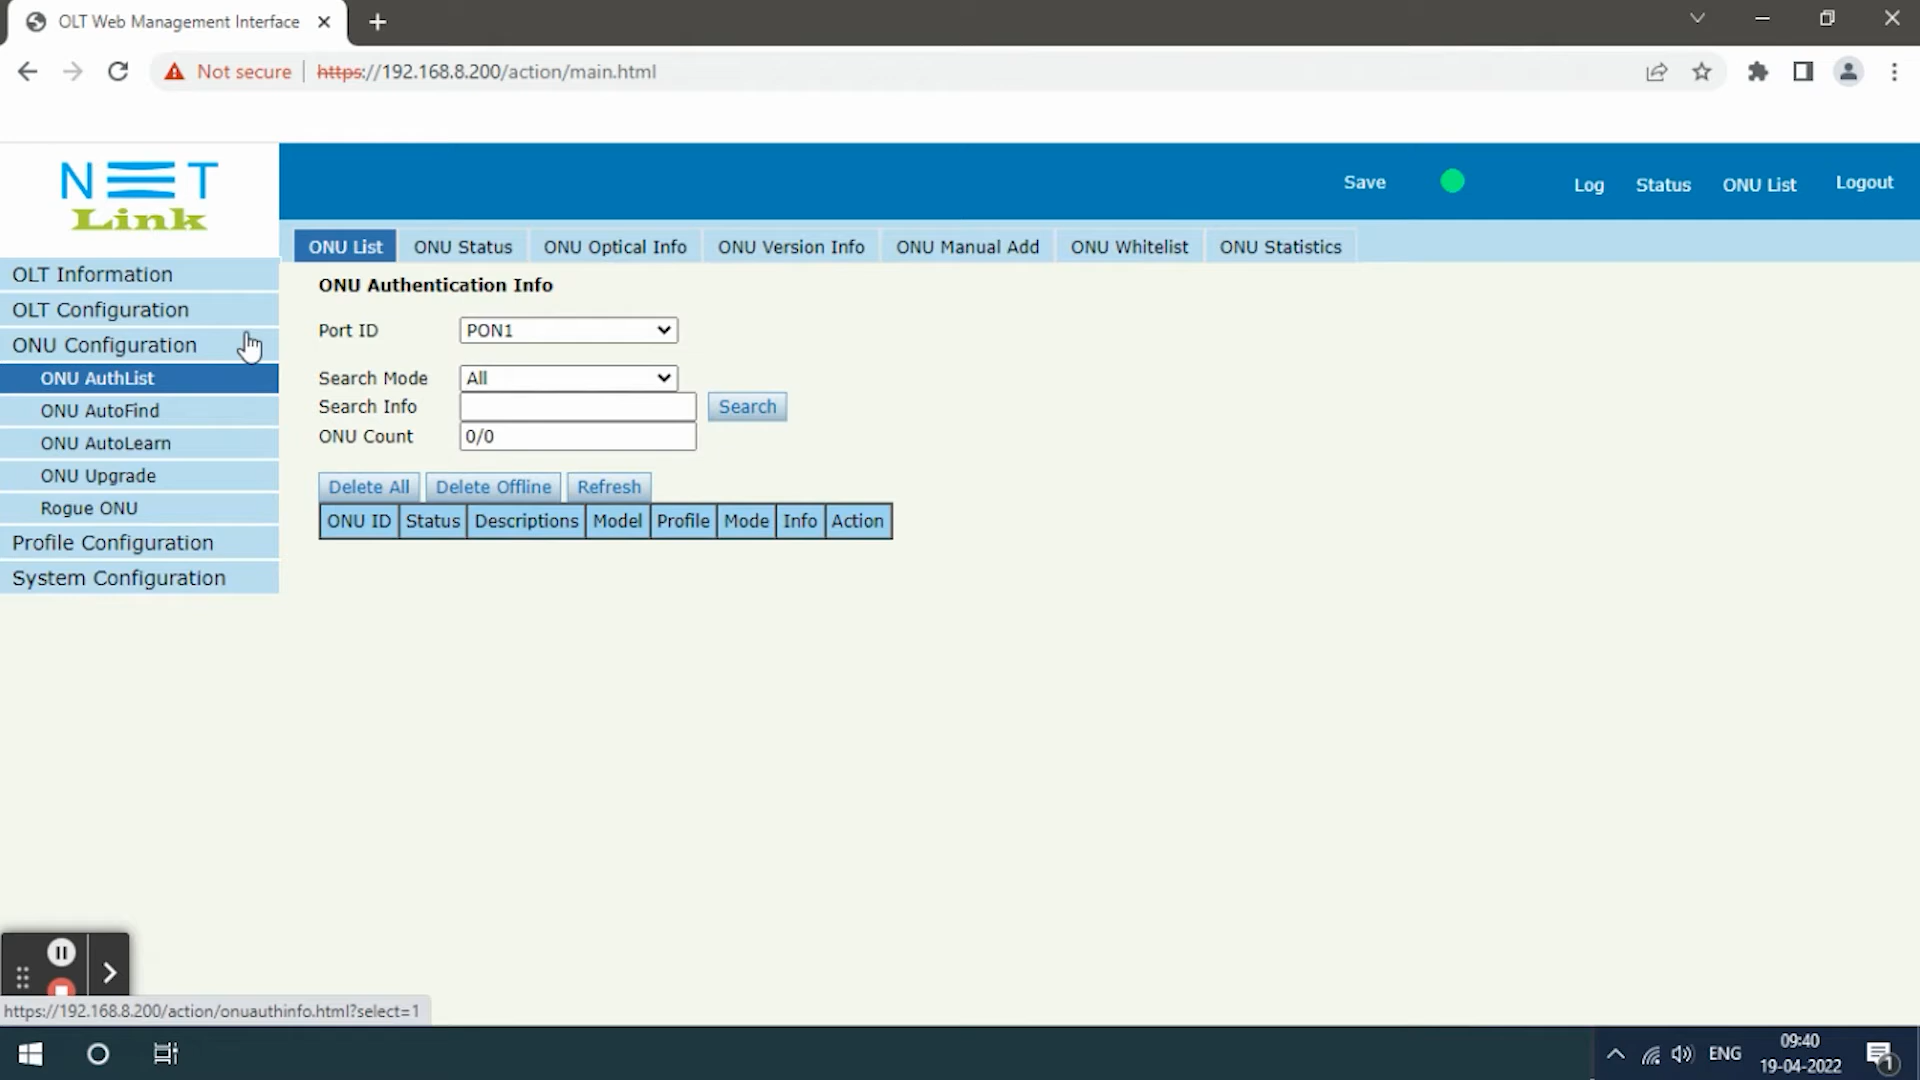 OLT Web Management Interface
Not secure | https://192.168.8.200/action/main.html
NET
Link
Save
Log
Status
ONU List
Logout
ONU List
ONU Status
ONU Optical Info
ONU Version Info
ONU Manual Add
ONU Whitelist
ONU Statistics
OLT Information
OLT Configuration
ONU Configuration
ONU AuthList
ONU AutoFind
ONU AutoLearn
ONU Upgrade
Rogue ONU
Profile Configuration
System Configuration
ONU Authentication Info
Port ID PON1
Search Mode All
Search Info Search
ONU Count 0/0
Delete All Delete Offline Refresh
ONU ID Status Descriptions Model Profile Mode Info Action
https://192.168.8.200/action/onuauthinfo.html?select=1
ENG
09:40
19-04-2022
1